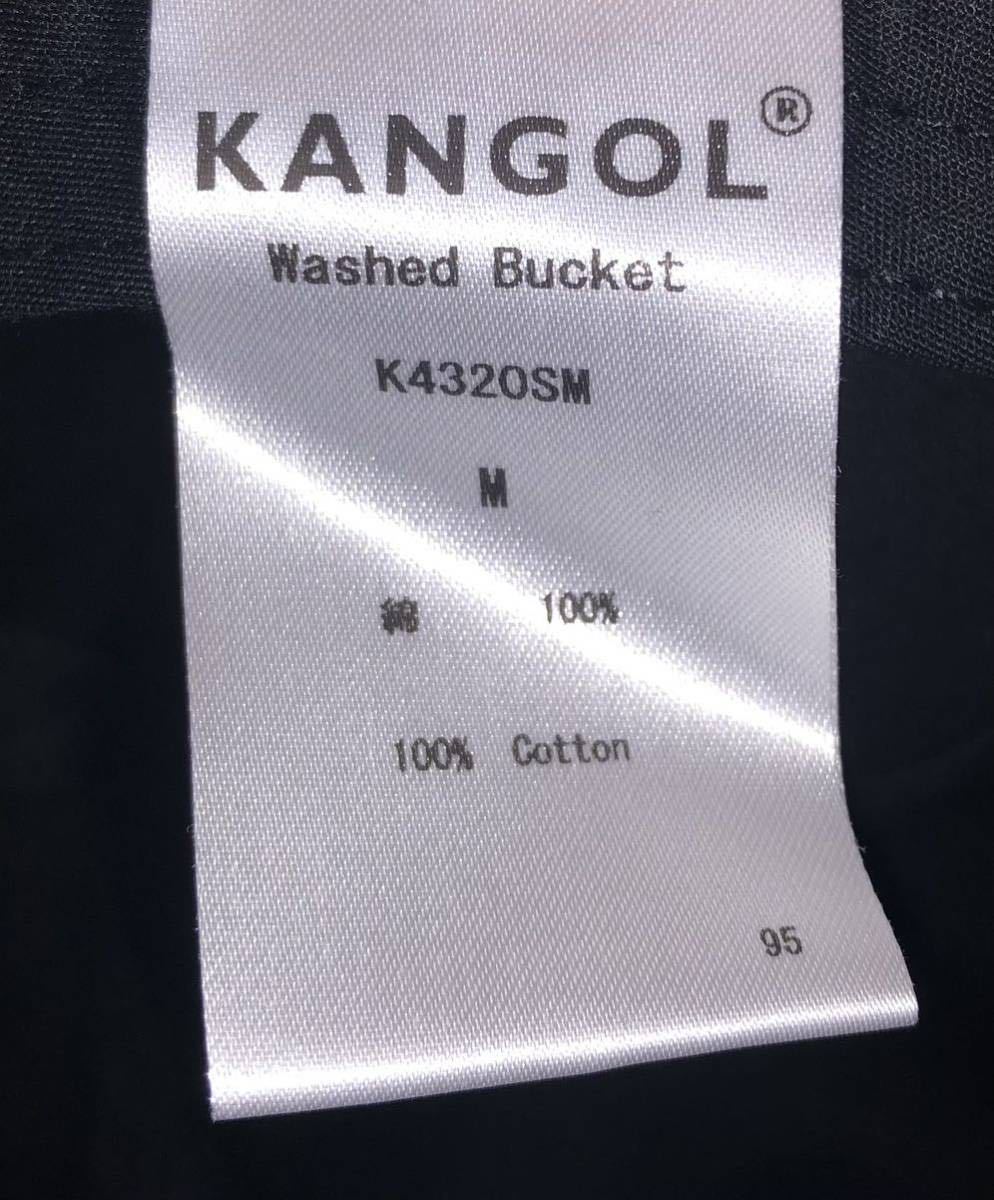 KANGOL®
Washed Bucket
K4320SM
M
綿 100%
100% Cotton
95